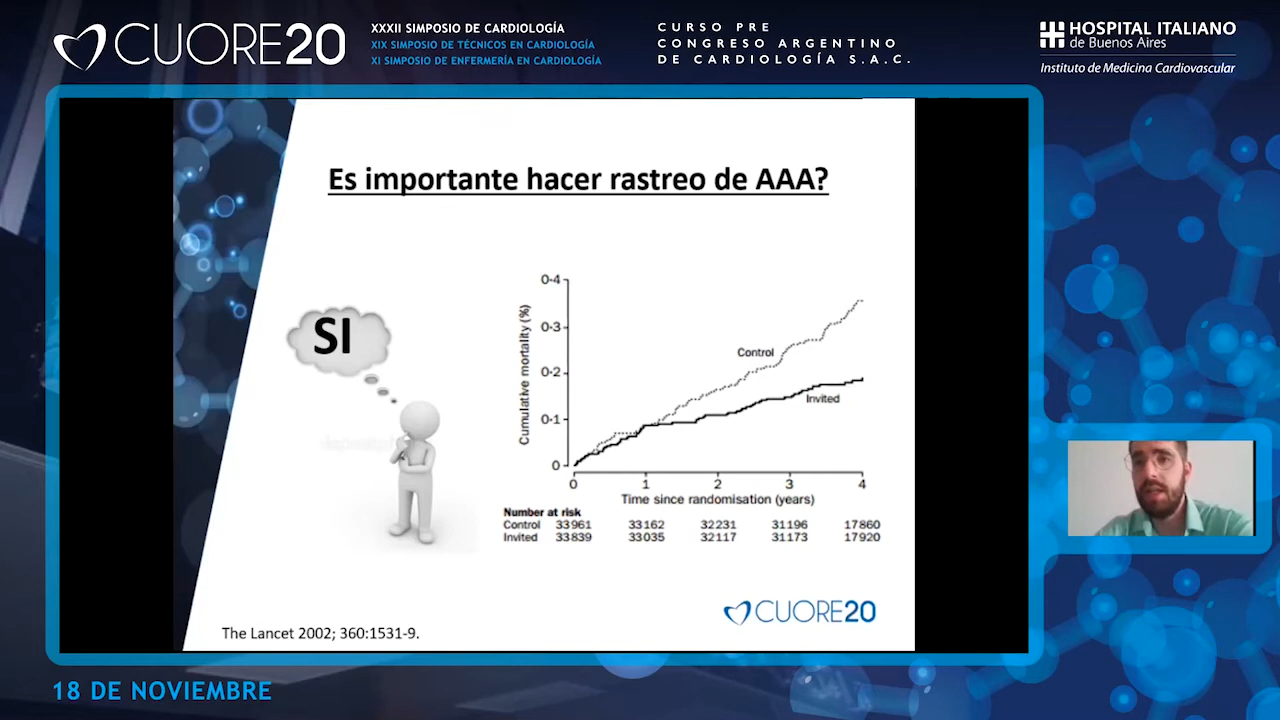 CUORE20
XXXII SIMPOSIO DE CARDIOLOGÍA
XIX SIMPOSIO DE TÉCNICOS EN CARDIOLOGÍA
XI SIMPOSIO DE ENFERMERÍA EN CARDIOLOGÍA
CURSO PRE
CONGRESO ARGENTINO
DE CARDIOLOGÍA S.A.C.
HOSPITAL ITALIANO
de Buenos Aires
Instituto de Medicina Cardiovascular
Es importante hacer rastreo de AAA?
SI
Cumulative mortality (%)
0·4
0·3
0·2
0·1
0
Control
Invited
0 1 2 3 4
Time since randomisation (years)
Number at risk
Control 33961 33162 32231 31196 17860
Invited 33839 33035 32117 31173 17920
CUORE20
The Lancet 2002; 360:1531-9.
18 DE NOVIEMBRE